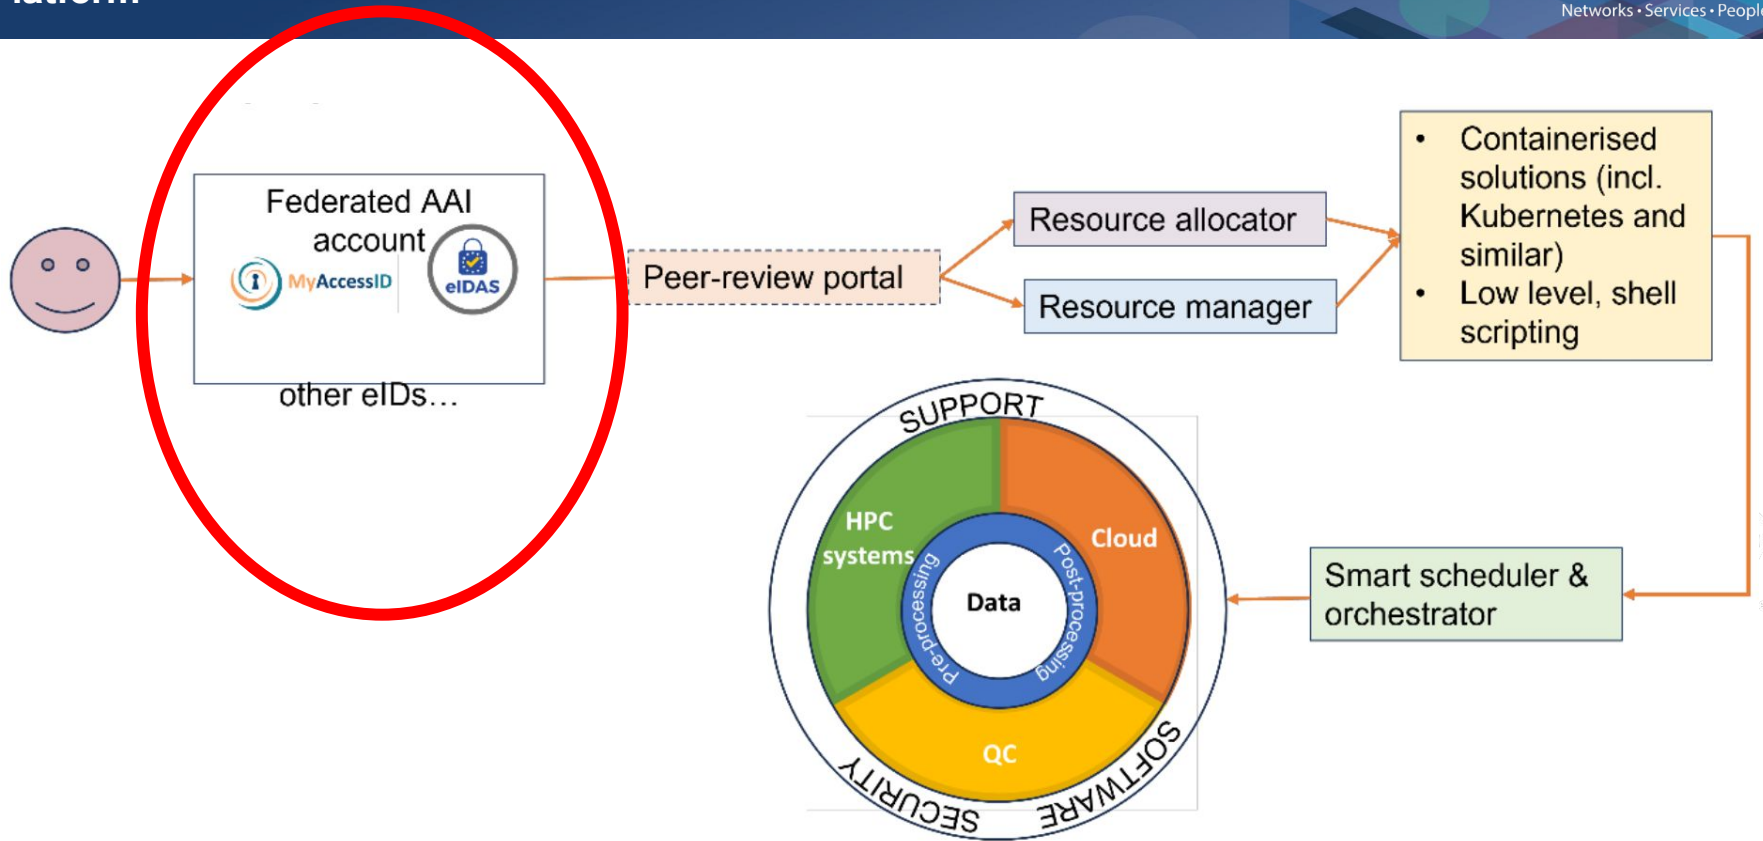 Networks • Services • People
Federated AAI
account
MyAccessID
eIDAS
other eIDs...
Peer-review portal
Resource allocator
Resource manager
• Containerised
solutions (incl.
Kubernetes and
similar)
• Low level, shell
scripting
Smart scheduler &
orchestrator
SUPPORT
HPC
systems
Cloud
Pre-processing
Post-processing
Data
QC
SECURITY
SOFTWARE